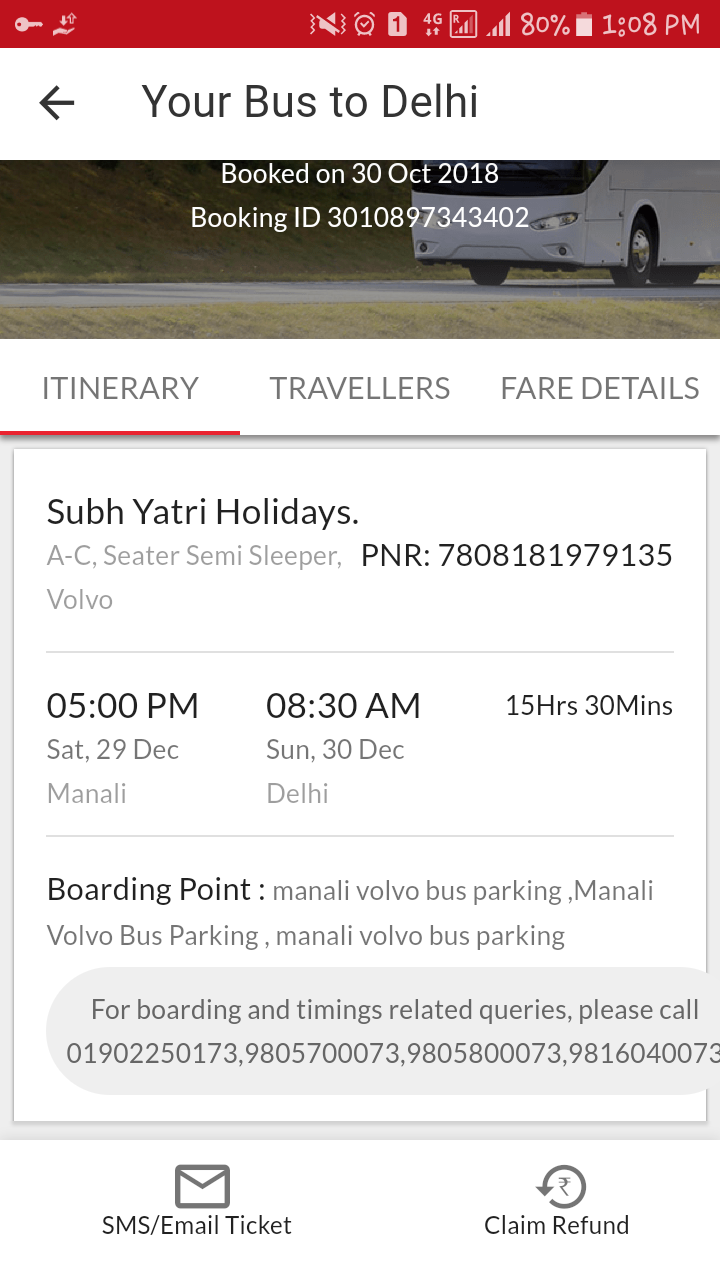 1 4G R 80% 1:08 PM
Your Bus to Delhi
Booked on 30 Oct 2018
Booking ID 3010897343402
ITINERARY TRAVELLERS FARE DETAILS
Subh Yatri Holidays.
A-C, Seater Semi Sleeper, PNR: 7808181979135
Volvo
05:00 PM 08:30 AM 15Hrs 30Mins
Sat, 29 Dec Sun, 30 Dec
Manali Delhi
Boarding Point : manali volvo bus parking ,Manali
Volvo Bus Parking , manali volvo bus parking
For boarding and timings related queries, please call
01902250173,9805700073,9805800073,9816040073
₹
SMS/Email Ticket Claim Refund